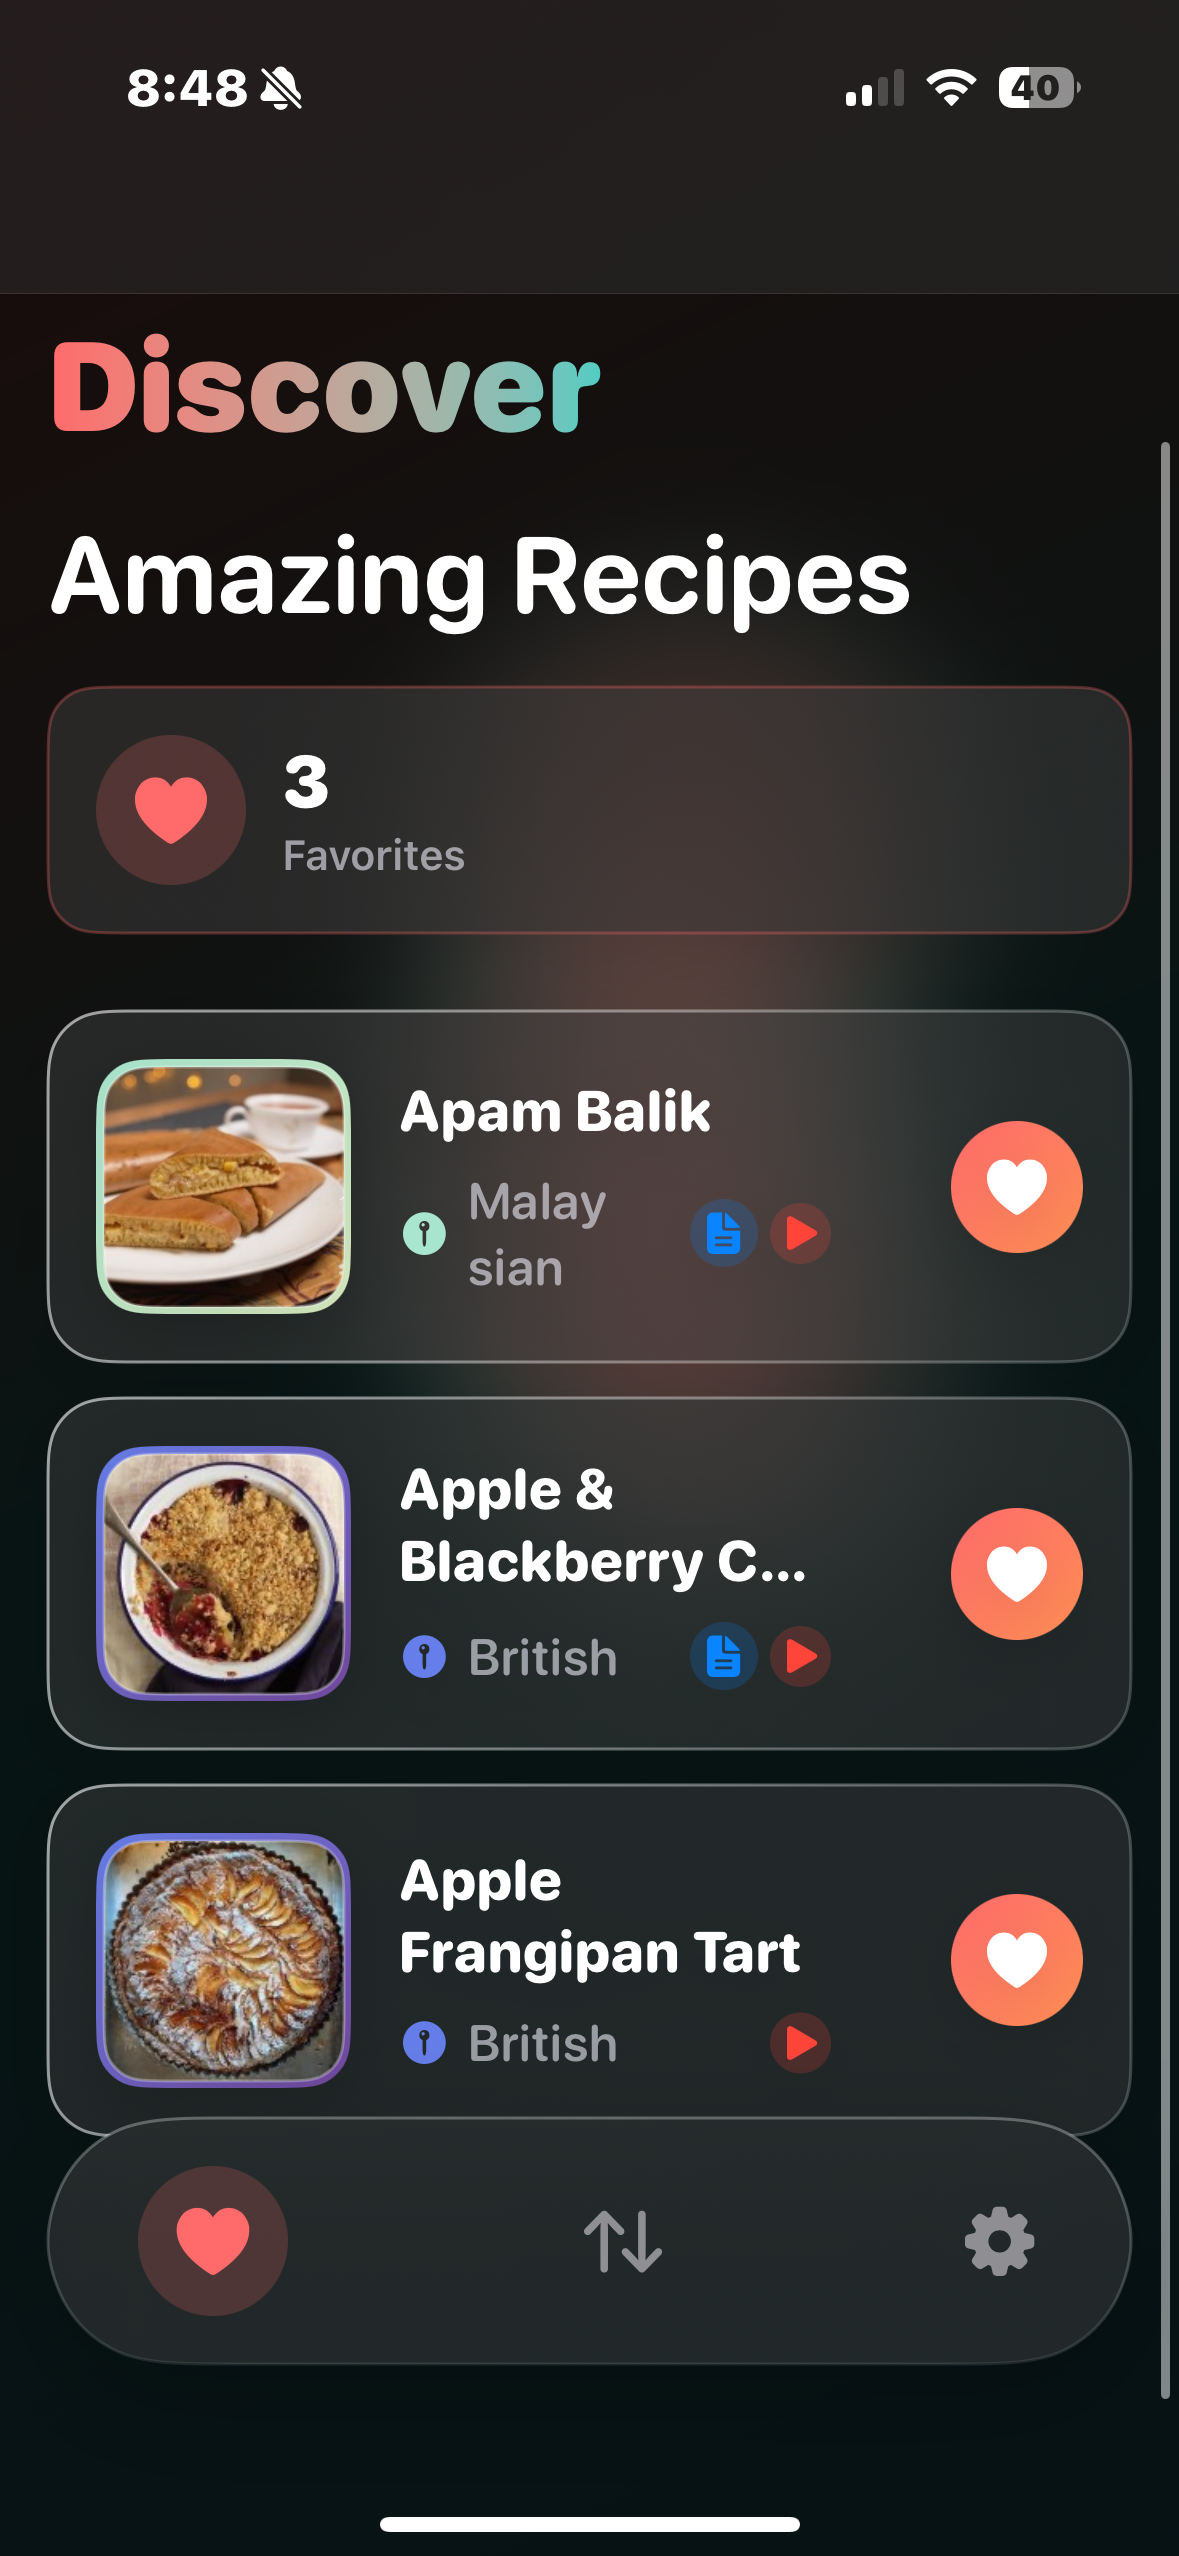 8:48
40
Discover
Amazing Recipes
3
Favorites
Apam Balik
Malay
sian
Apple &
Blackberry C...
British
Apple
Frangipan Tart
British